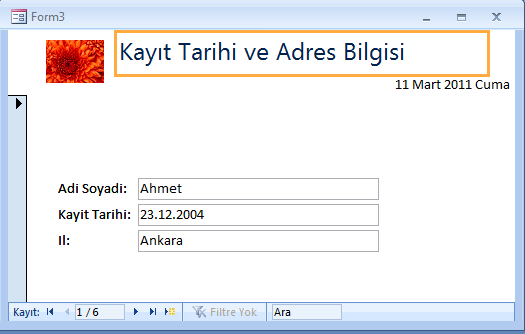 Form3
Kayıt Tarihi ve Adres Bilgisi
11 Mart 2011 Cuma
Adi Soyadi: Ahmet
Kayit Tarihi: 23.12.2004
Il: Ankara
Kayıt: 1 / 6 Filtre Yok Ara